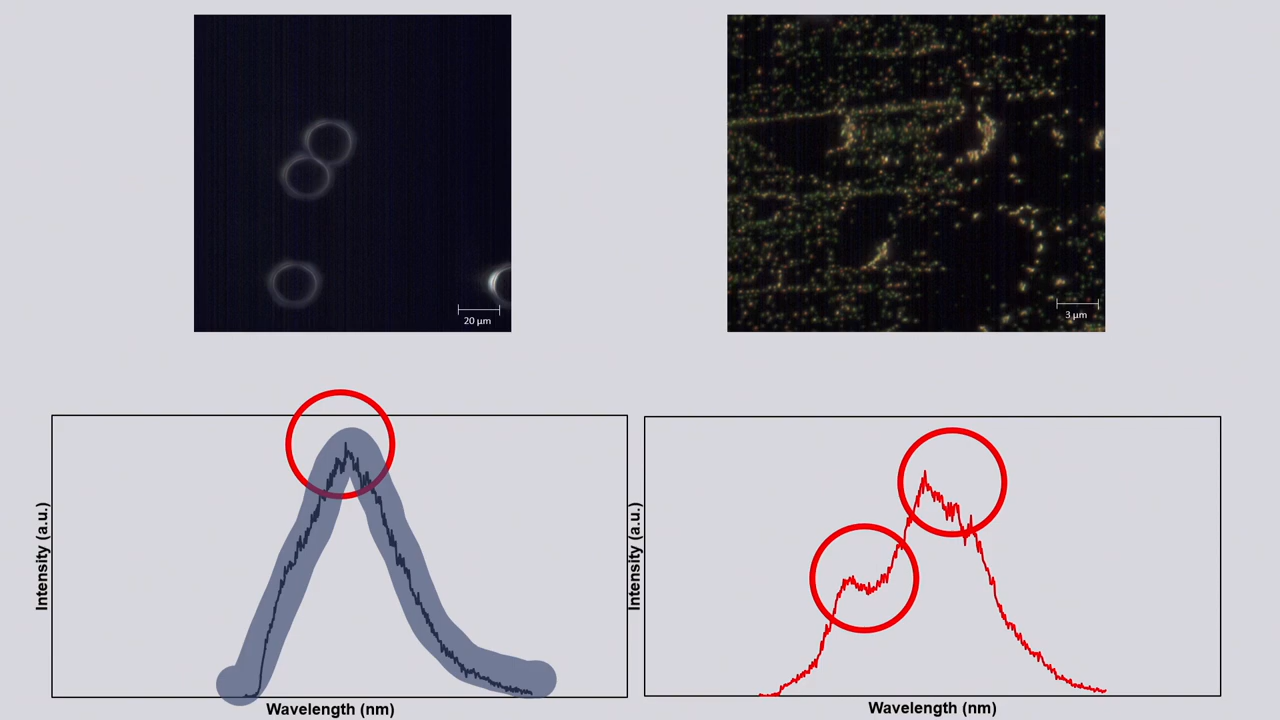 20 μm
3 μm
Intensity (a.u.)
Wavelength (nm)
Intensity (a.u.)
Wavelength (nm)